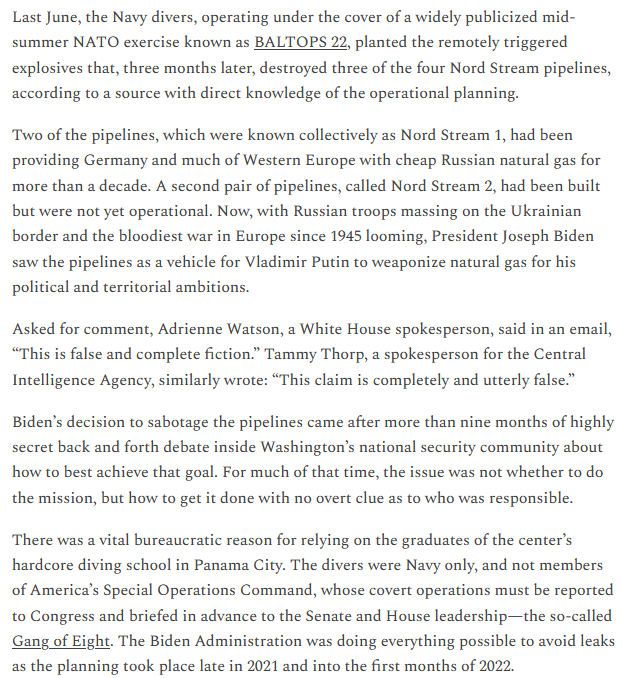 Last June, the Navy divers, operating under the cover of a widely publicized mid-
summer NATO exercise known as BALTOPS 22, planted the remotely triggered
explosives that, three months later, destroyed three of the four Nord Stream pipelines,
according to a source with direct knowledge of the operational planning.
Two of the pipelines, which were known collectively as Nord Stream 1, had been
providing Germany and much of Western Europe with cheap Russian natural gas for
more than a decade. A second pair of pipelines, called Nord Stream 2, had been built
but were not yet operational. Now, with Russian troops massing on the Ukrainian
border and the bloodiest war in Europe since 1945 looming, President Joseph Biden
saw the pipelines as a vehicle for Vladimir Putin to weaponize natural gas for his
political and territorial ambitions.
Asked for comment, Adrienne Watson, a White House spokesperson, said in an email,
“This is false and complete fiction.” Tammy Thorp, a spokesperson for the Central
Intelligence Agency, similarly wrote: “This claim is completely and utterly false.”
Biden’s decision to sabotage the pipelines came after more than nine months of highly
secret back and forth debate inside Washington’s national security community about
how to best achieve that goal. For much of that time, the issue was not whether to do
the mission, but how to get it done with no overt clue as to who was responsible.
There was a vital bureaucratic reason for relying on the graduates of the center’s
hardcore diving school in Panama City. The divers were Navy only, and not members
of America’s Special Operations Command, whose covert operations must be reported
to Congress and briefed in advance to the Senate and House leadership—the so-called
Gang of Eight. The Biden Administration was doing everything possible to avoid leaks
as the planning took place late in 2021 and into the first months of 2022.